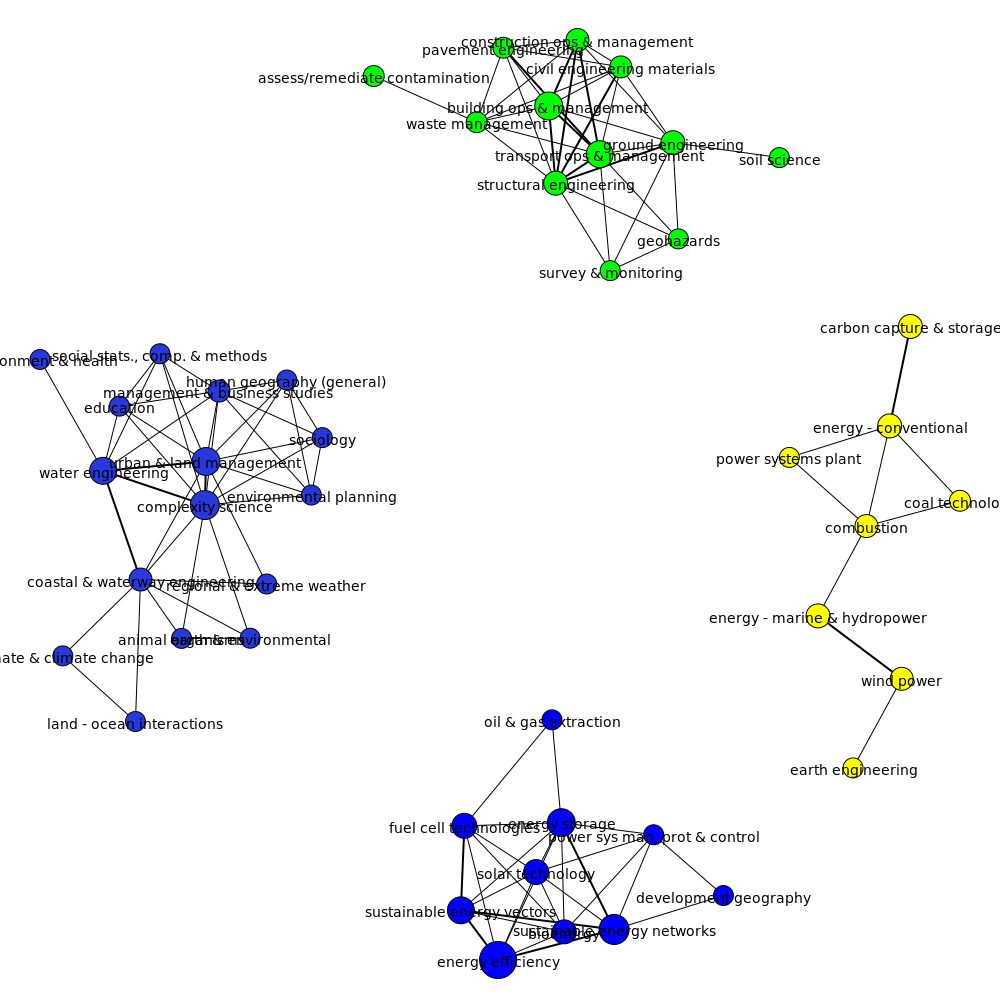 construction ops & management
pavement engineering
civil engineering materials
assess/remediate contamination
building ops & management
waste management
ground engineering
transport ops & management
soil science
structural engineering
geohazards
survey & monitoring
carbon capture & storage
onment & health
social stats., comp. & methods
human geography (general)
management & business studies
education
energy - conventional
sociology
power systems plant
urban & land management
water engineering
environmental planning
coal technolo
complexity science
combustion
coastal & waterway engineering
regional & extreme weather
energy - marine & hydropower
animal organisms
earth & environmental
ate & climate change
wind power
land - ocean interactions
oil & gas extraction
earth engineering
fuel cell technologies
energy storage
power sys man, prot & control
solar technology
development geography
sustainable energy vectors
sustainable energy networks
bioenergy
energy efficiency